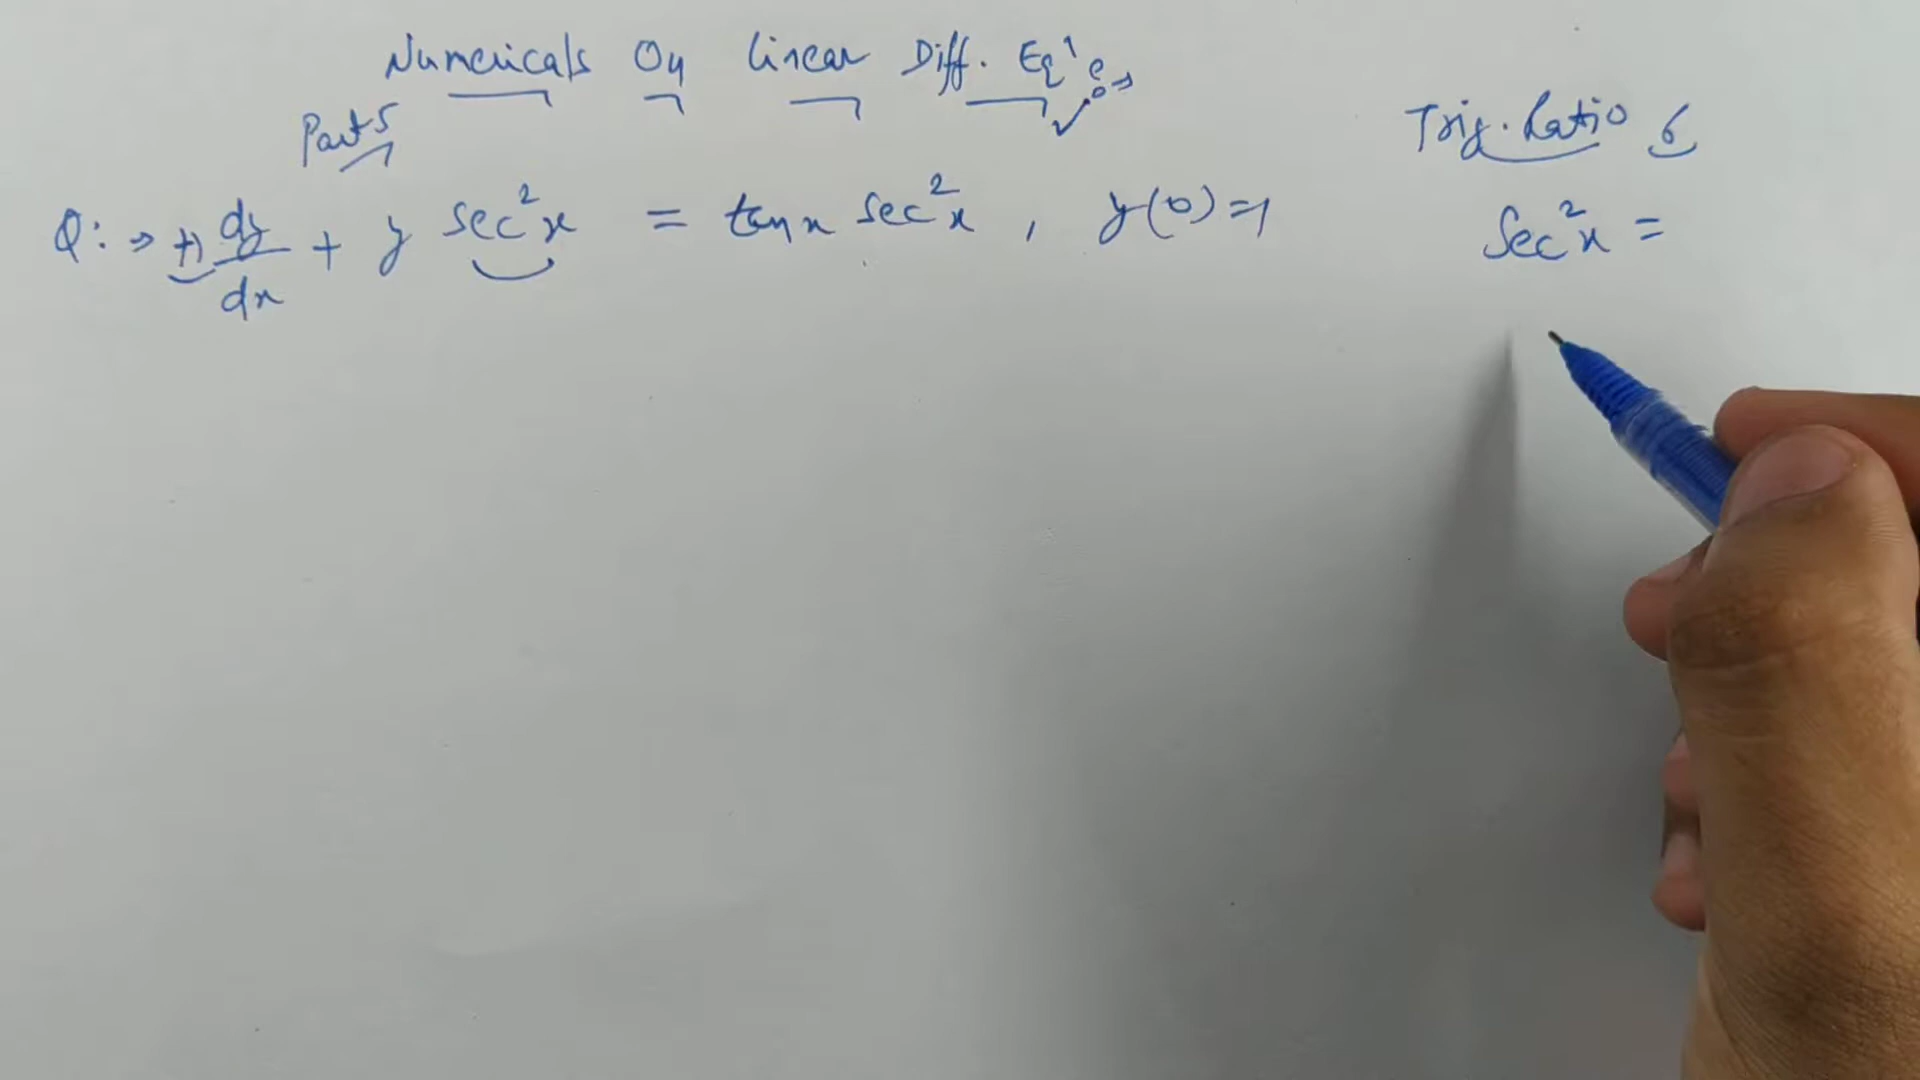 Numericals On Linear Diff. Eq'
Part 5
Trig. Ratio 6
Q: → +1 dy/dx + y sec²x = tan x sec²x , y(0)=1
Sec²x =